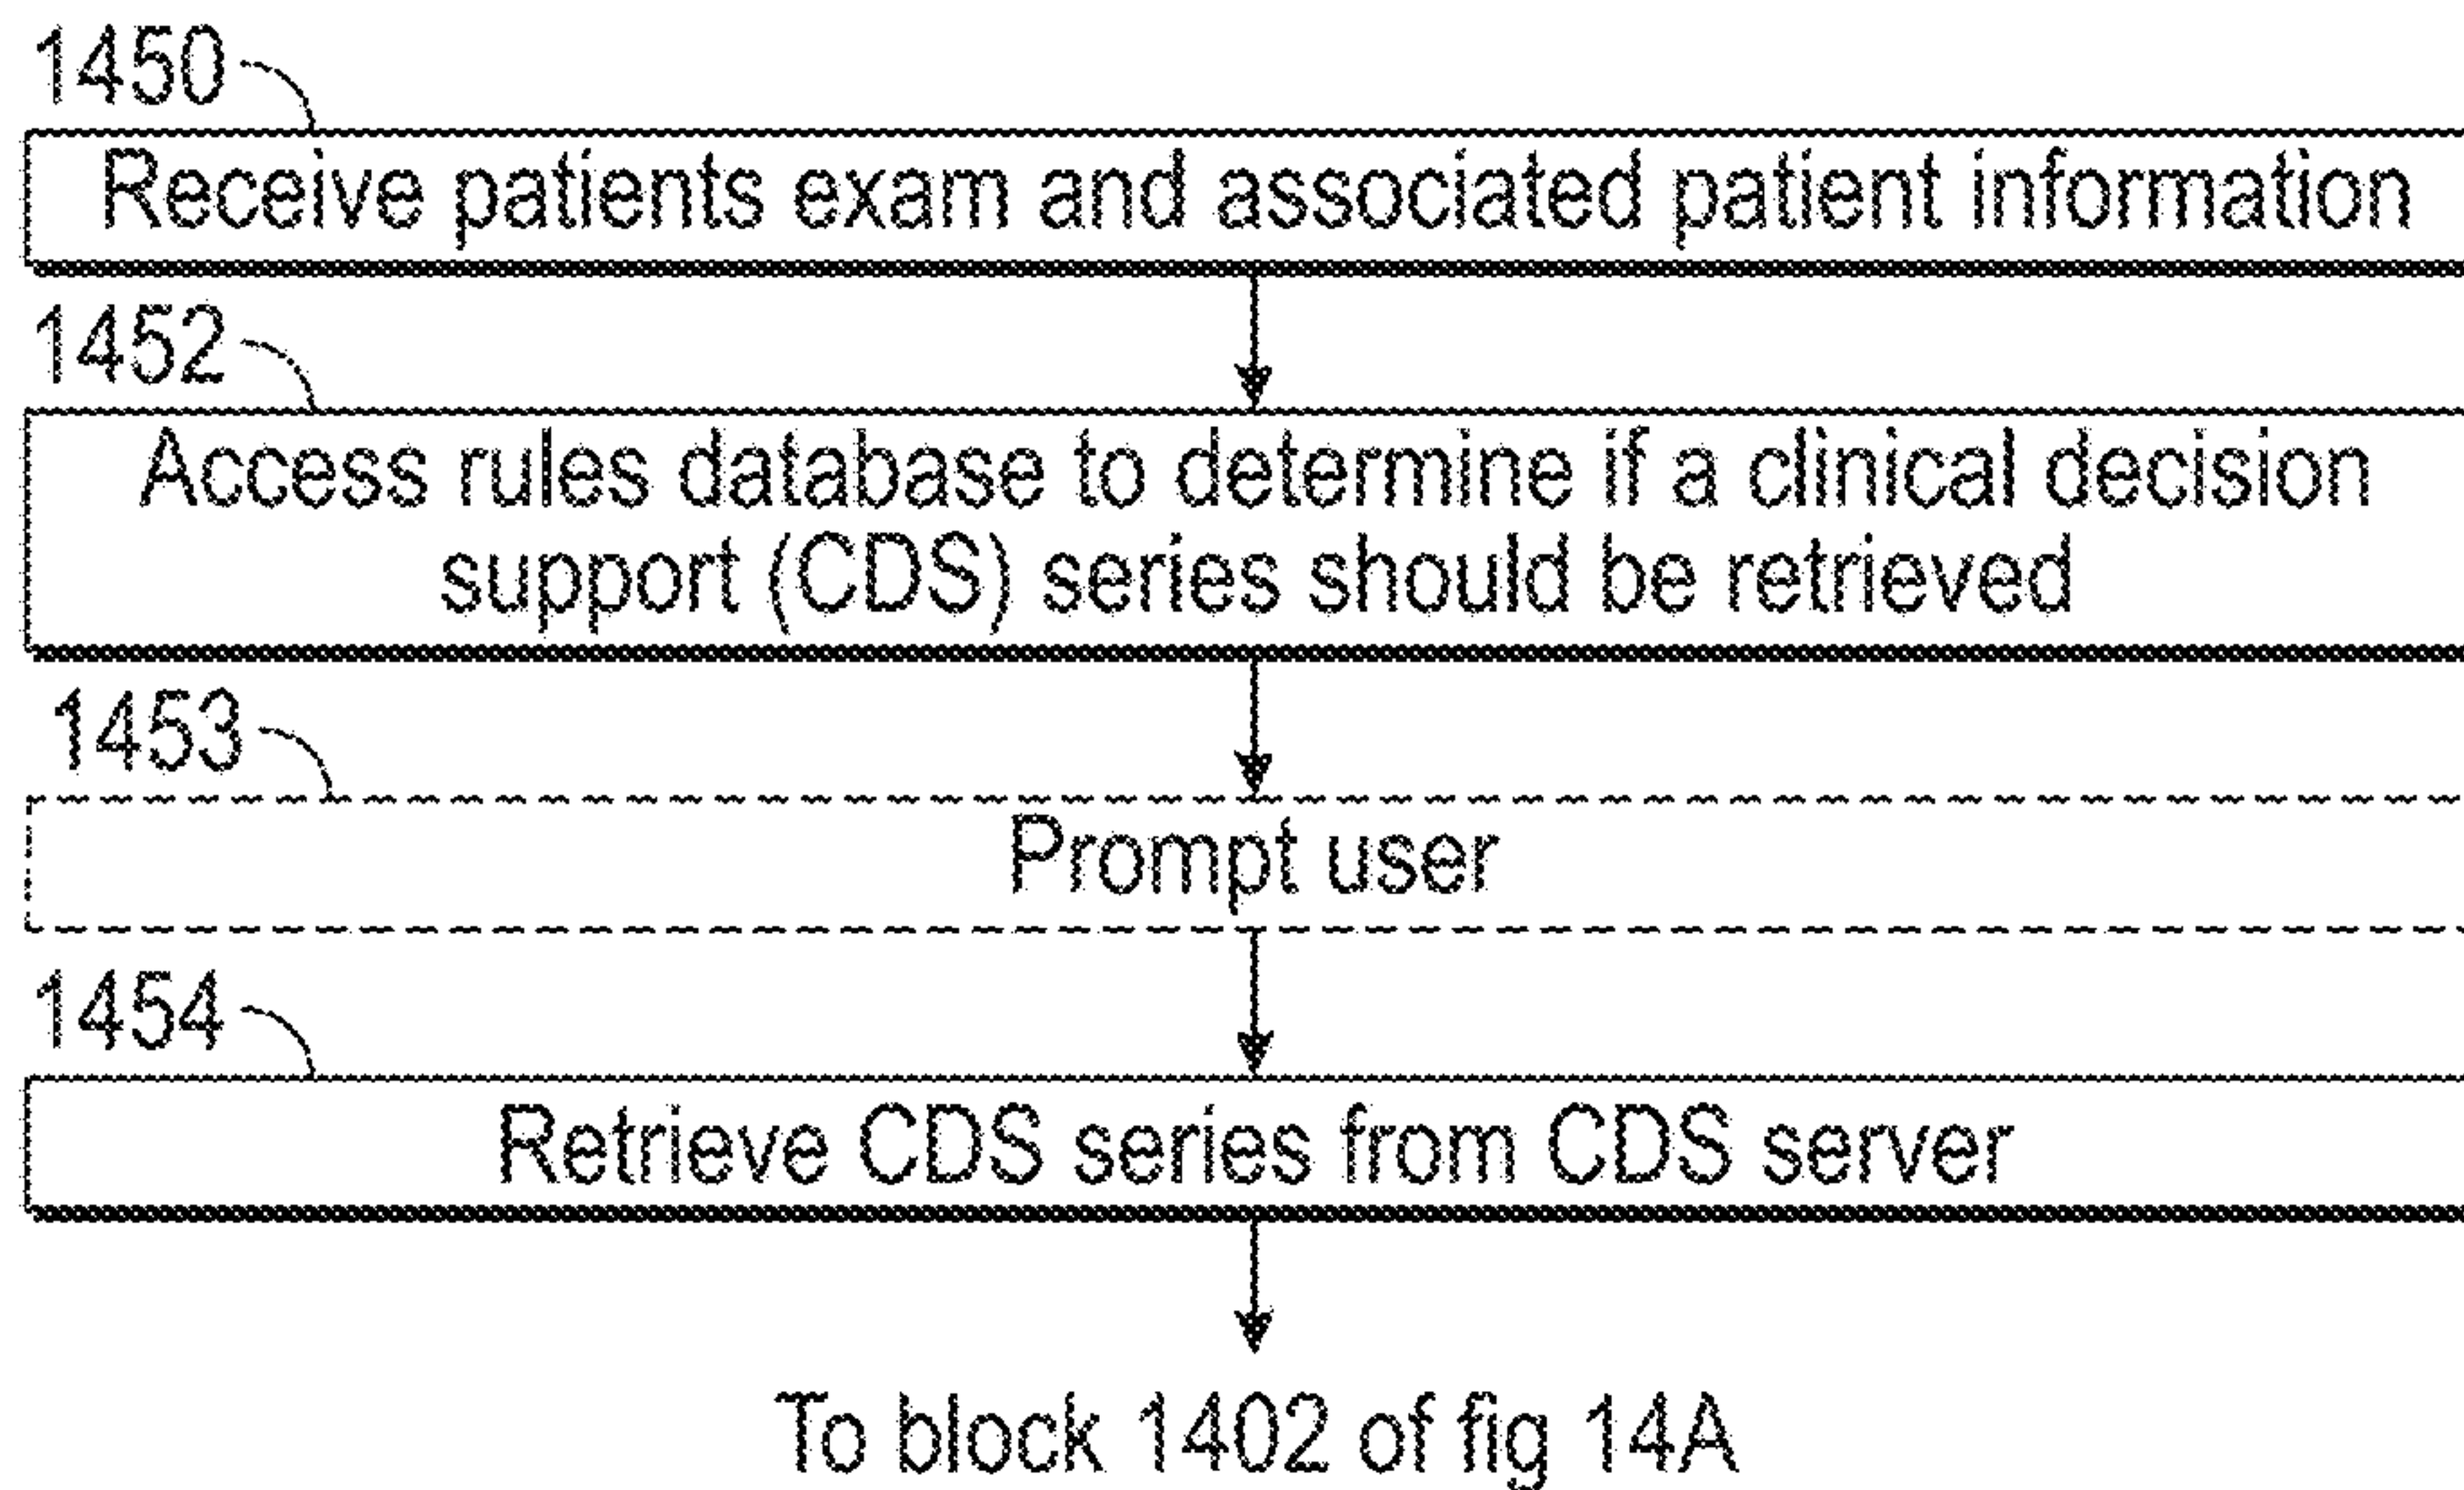 1450
Receive patients exam and associated patient information
1452
Access rules database to determine if a clinical decision
support (CDS) series should be retrieved
1453
Prompt user
1454
Retrieve CDS series from CDS server
To block 1402 of fig 14A